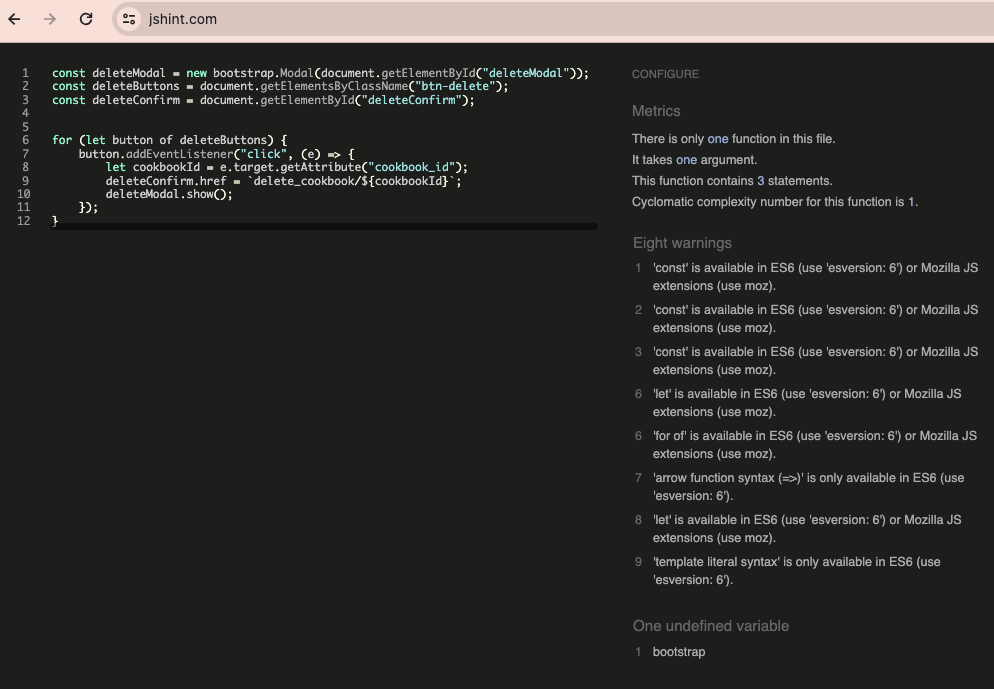 jshint.com
1 const deleteModal = new bootstrap.Modal(document.getElementById("deleteModal"));
2 const deleteButtons = document.getElementsByClassName("btn-delete");
3 const deleteConfirm = document.getElementById("deleteConfirm");
4
5
6 for (let button of deleteButtons) {
7 button.addEventListener("click", (e) => {
8 let cookbookId = e.target.getAttribute("cookbook_id");
9 deleteConfirm.href = `delete_cookbook/${cookbookId}`;
10 deleteModal.show();
11 });
12 }
CONFIGURE
Metrics
There is only one function in this file.
It takes one argument.
This function contains 3 statements.
Cyclomatic complexity number for this function is 1.
Eight warnings
1 'const' is available in ES6 (use 'esversion: 6') or Mozilla JS
extensions (use moz).
2 'const' is available in ES6 (use 'esversion: 6') or Mozilla JS
extensions (use moz).
3 'const' is available in ES6 (use 'esversion: 6') or Mozilla JS
extensions (use moz).
6 'let' is available in ES6 (use 'esversion: 6') or Mozilla JS
extensions (use moz).
6 'for of' is available in ES6 (use 'esversion: 6') or Mozilla JS
extensions (use moz).
7 'arrow function syntax (=>)' is only available in ES6 (use
'esversion: 6').
8 'let' is available in ES6 (use 'esversion: 6') or Mozilla JS
extensions (use moz).
9 'template literal syntax' is only available in ES6 (use
'esversion: 6').
One undefined variable
1 bootstrap